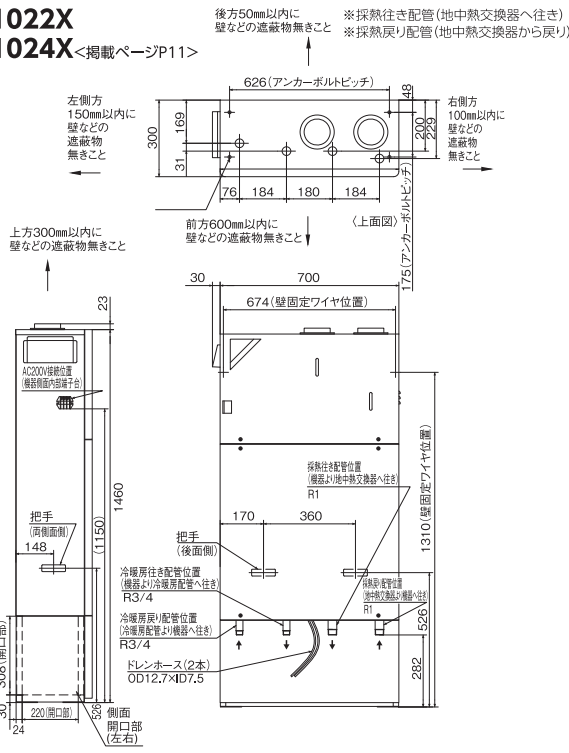 1022X
1024X<掲載ページP11>
後方50mm以内に
壁などの遮蔽物無きこと
※採熱往き配管(地中熱交換器へ往き)
※採熱戻り配管(地中熱交換器から戻り)
626(アンカーボルトピッチ)
48
左側方
150mm以内に
壁などの
遮蔽物
無きこと
300
169
31
200
229
右側方
100mm以内に
壁などの
遮蔽物
無きこと
76
184
180
184
〈上面図〉
175(アンカーボルトピッチ)
前方600mm以内に
壁などの遮蔽物無きこと
上方300mm以内に
壁などの遮蔽物無きこと
30
700
674(壁固定ワイヤ位置)
23
AC200V接続位置
(機器側面内部端子台)
1460
(1150)
把手
(両側面側)
148
採熱往き配管位置
(機器より地中熱交換器へ往き)
R1
1310(壁固定ワイヤ位置)
170
360
把手
(後面側)
冷暖房往き配管位置
(機器より冷暖房配管へ往き)
R3/4
採熱戻り配管位置
(地中熱交換器より機器へ往き)
R1
冷暖房戻り配管位置
(冷暖房配管より機器へ往き)
R3/4
526
282
ドレンホース(2本)
OD12.7×ID7.5
308(開口部)
30
220(開口部)
24
526
側面
開口部
(左右)